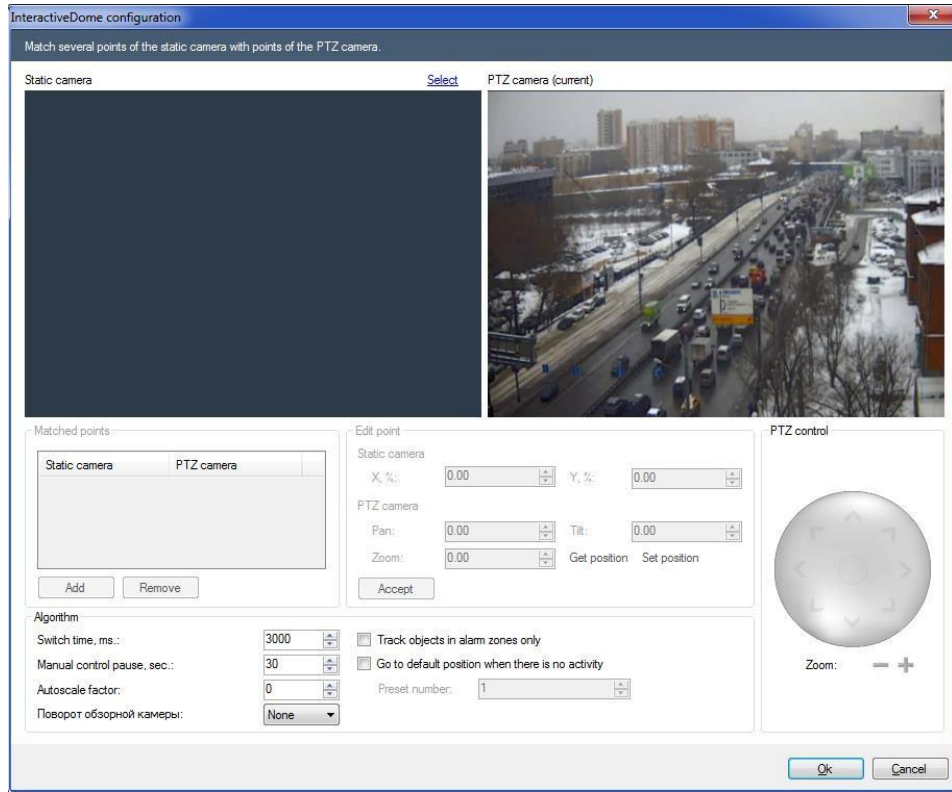 InteractiveDome configuration
Match several points of the static camera with points of the PTZ camera.
Static camera Select PTZ camera (current)
Matched points
Static camera PTZ camera
Add Remove
Edit point
Static camera
X, %: 0.00 Y, %: 0.00
PTZ camera
Pan: 0.00 Tilt: 0.00
Zoom: 0.00 Get position Set position
Accept
PTZ control
Zoom:
Algorithm
Switch time, ms.: 3000 Track objects in alarm zones only
Manual control pause, sec.: 30 Go to default position when there is no activity
Autoscale factor: 0 Preset number: 1
Поворот обзорной камеры: None
Ok Cancel